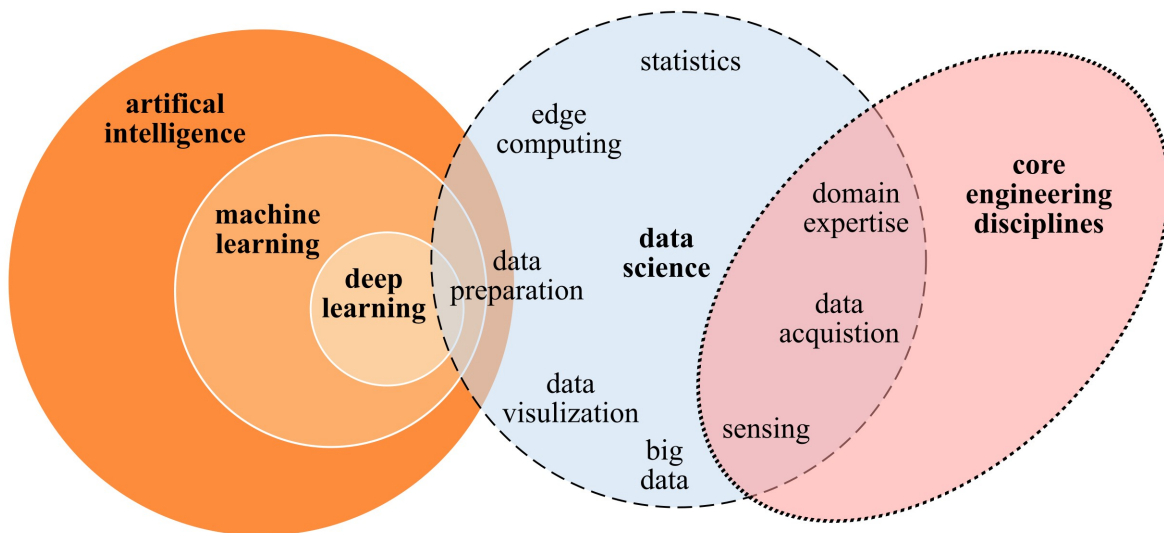 artifical
intelligence
machine
learning
deep
learning
statistics
edge
computing
data
preparation
data
science
data
visulization
big
data
domain
expertise
data
acquistion
sensing
core
engineering
disciplines